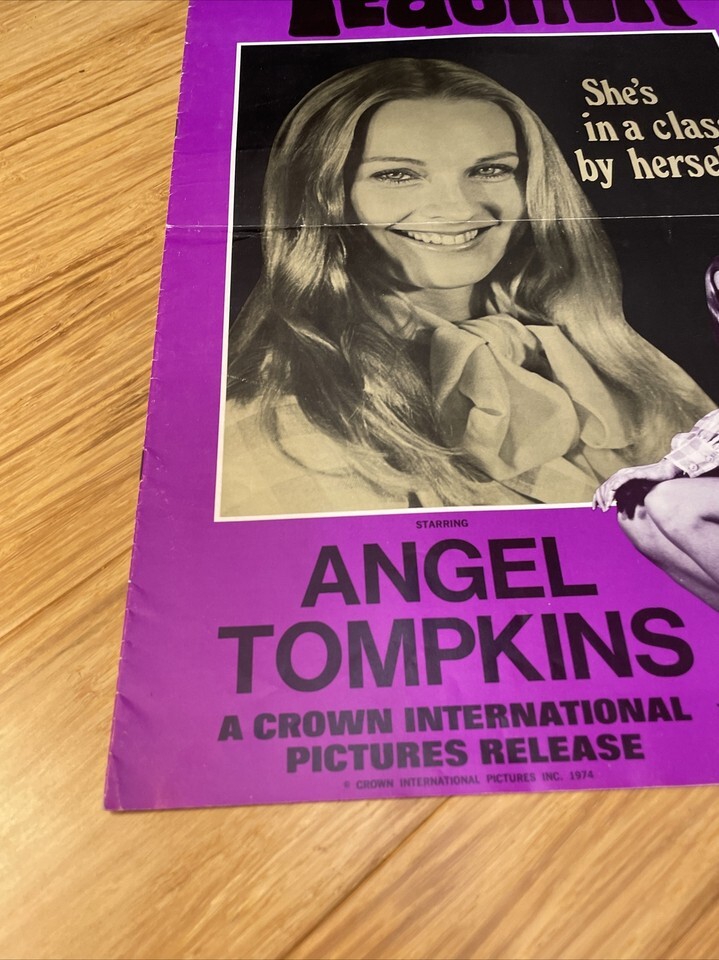 She's
in a clas
by hersel
STARRING
ANGEL
TOMPKINS
A CROWN INTERNATIONAL
PICTURES RELEASE
© CROWN INTERNATIONAL PICTURES INC. 1974